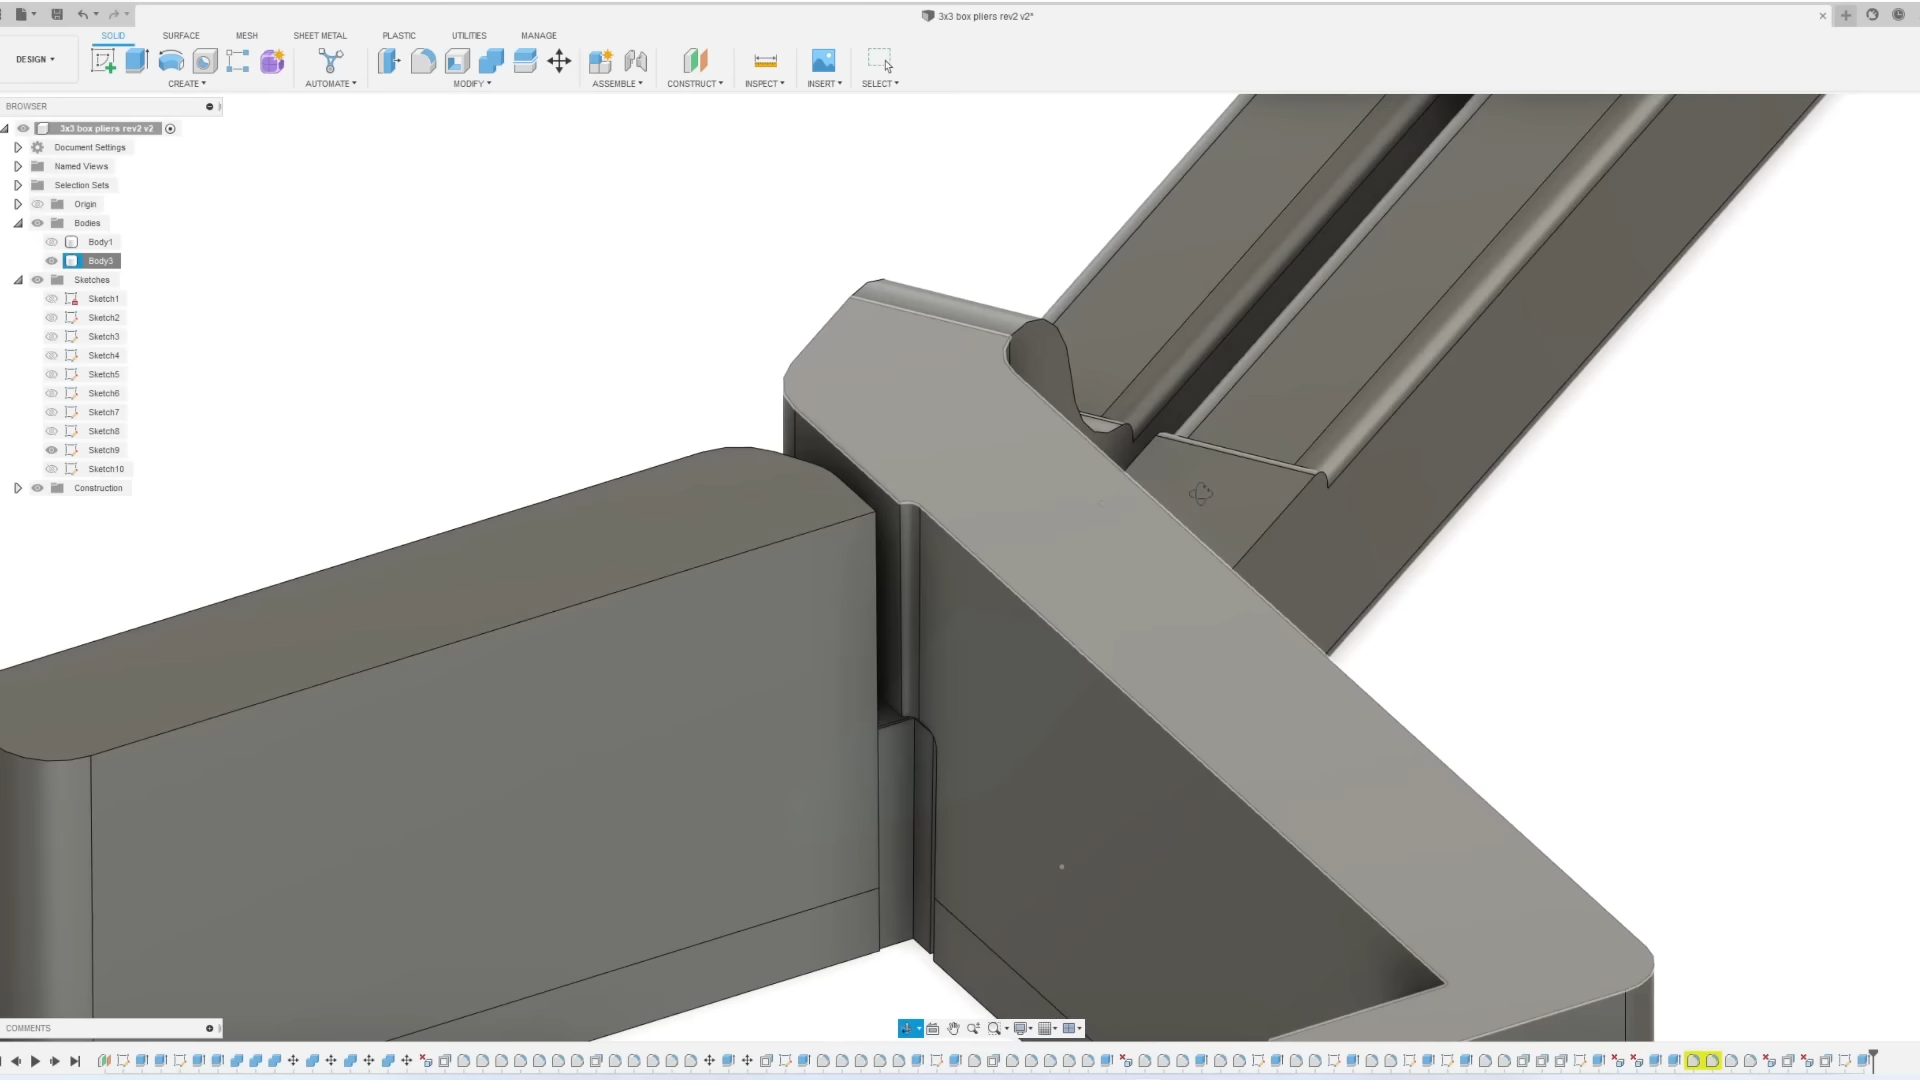 3x3 box pliers rev2 v2*
SOLID SURFACE MESH SHEET METAL PLASTIC UTILITIES MANAGE
DESIGN
CREATE AUTOMATE MODIFY ASSEMBLE CONSTRUCT INSPECT INSERT SELECT
BROWSER
3x3 box pliers rev2 v2
Document Settings
Named Views
Selection Sets
Origin
Bodies
Body1
Body3
Sketches
Sketch1
Sketch2
Sketch3
Sketch4
Sketch5
Sketch6
Sketch7
Sketch8
Sketch9
Sketch10
Construction
COMMENTS